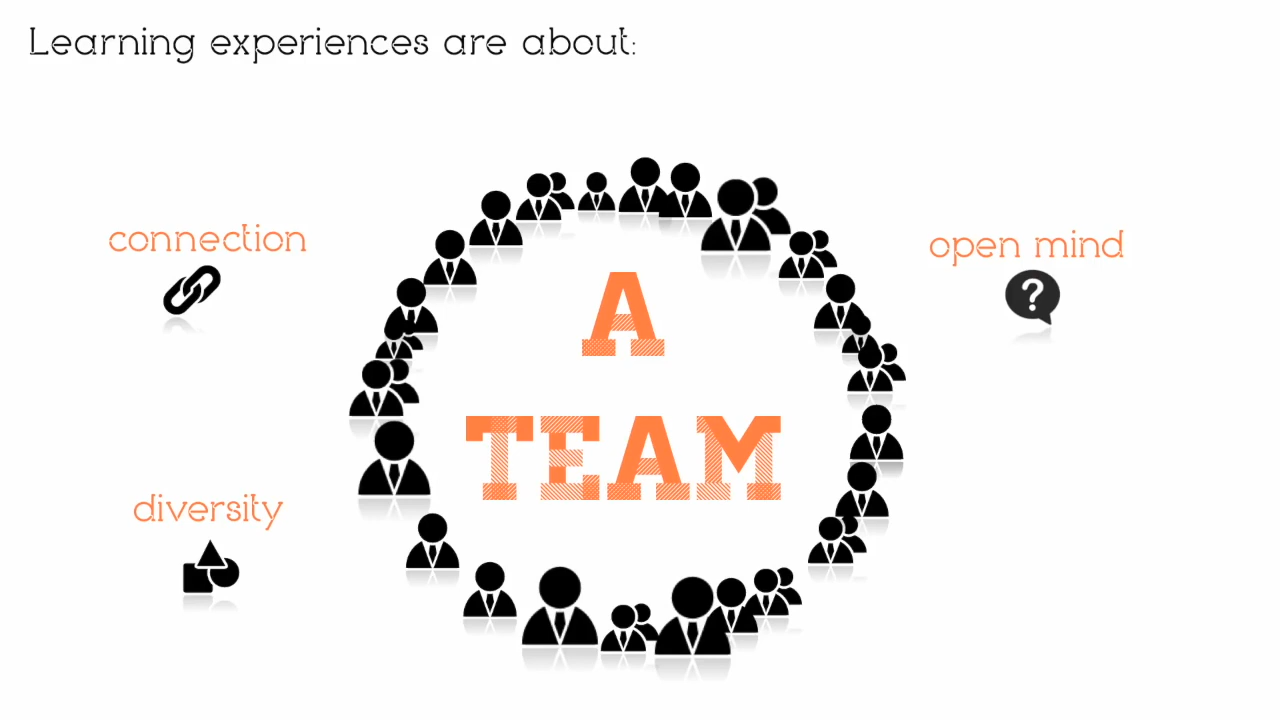 Learning experiences are about:
connection
open mind
?
A
TEAM
diversity